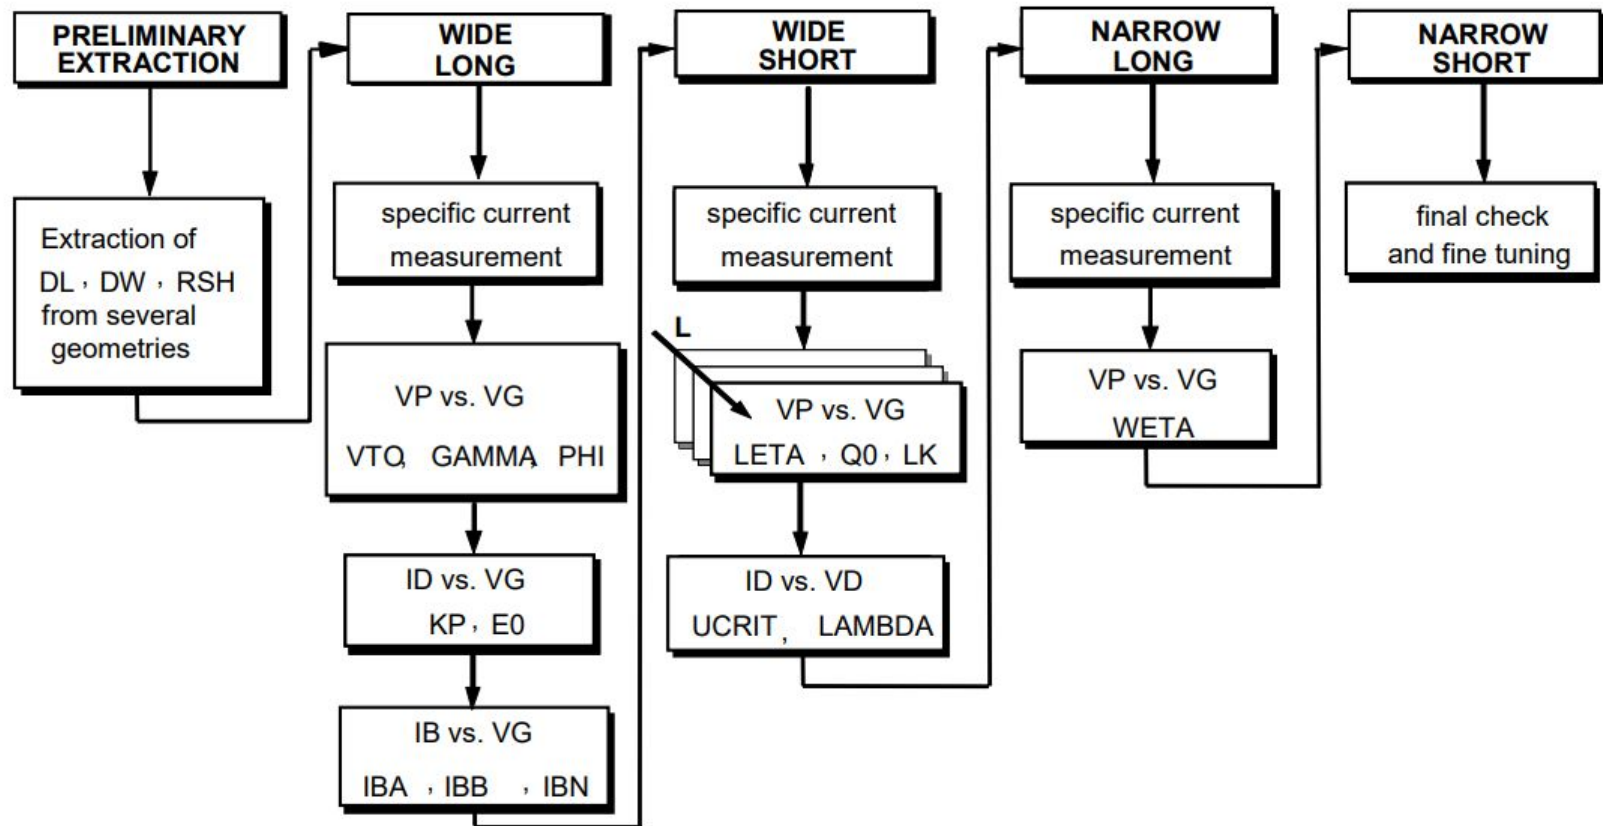 PRELIMINARY
EXTRACTION
Extraction of
DL , DW , RSH
from several
geometries
WIDE
LONG
specific current
measurement
VP vs. VG
VTO, GAMMA, PHI
ID vs. VG
KP , E0
IB vs. VG
IBA , IBB , IBN
WIDE
SHORT
specific current
measurement
L
VP vs. VG
LETA , Q0 , LK
ID vs. VD
UCRIT , LAMBDA
NARROW
LONG
specific current
measurement
VP vs. VG
WETA
NARROW
SHORT
final check
and fine tuning